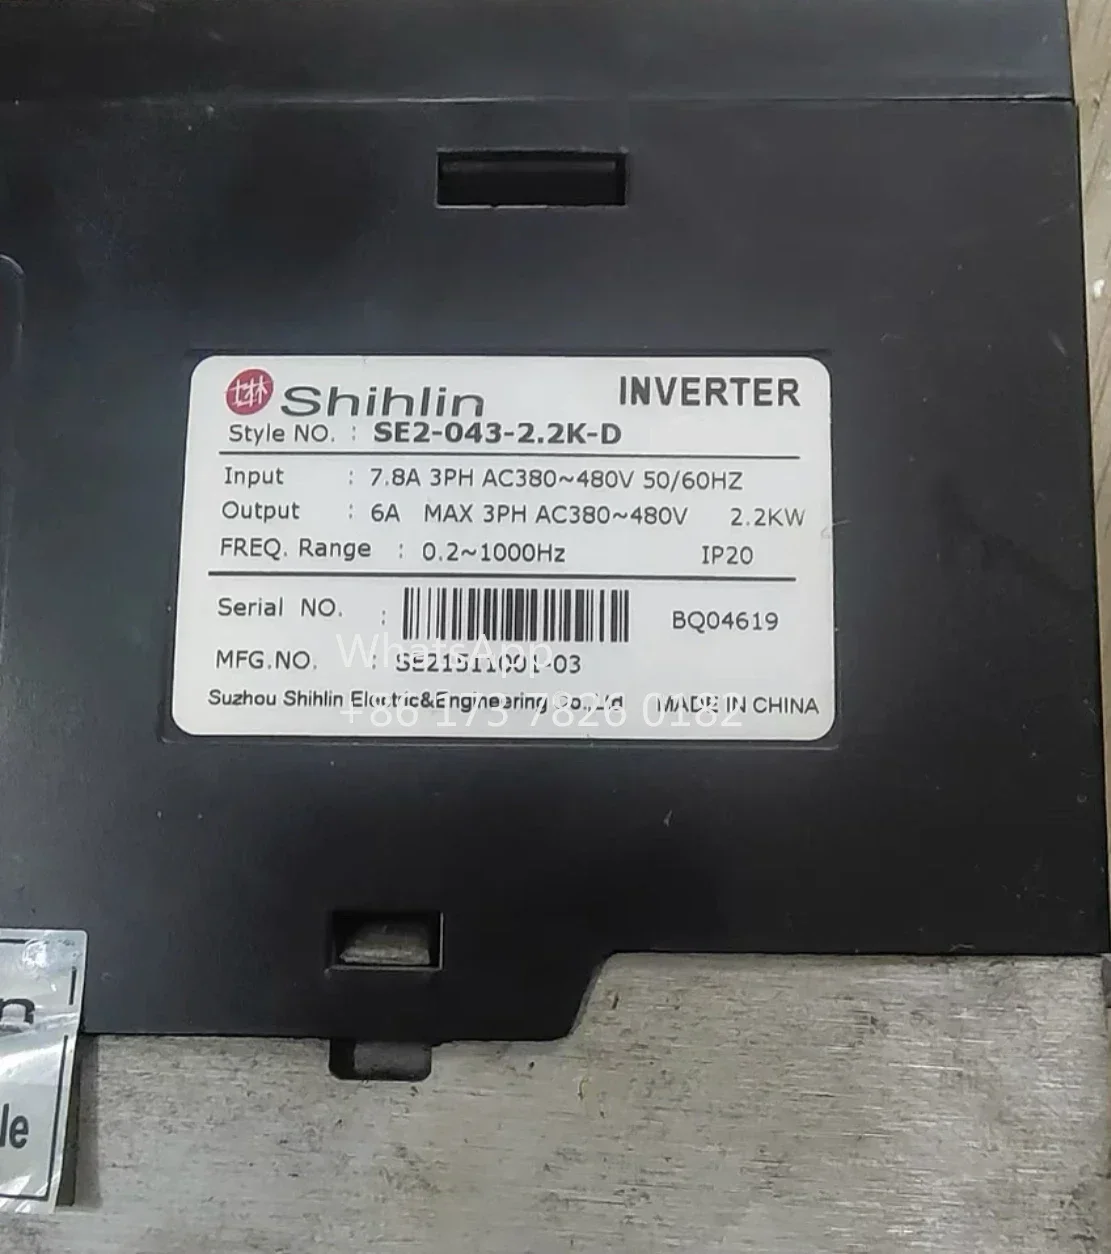 Shihlin INVERTER
Style NO. : SE2-043-2.2K-D
Input : 7.8A 3PH AC380~480V 50/60HZ
Output : 6A MAX 3PH AC380~480V 2.2KW
FREQ. Range : 0.2~1000Hz IP20
Serial NO. : BQ04619
MFG.NO. : SE21511001-03
WhatsApp
Suzhou Shihlin Electric&Engineering Co.,Ltd MADE IN CHINA
+86 173 7826 0182
n
le